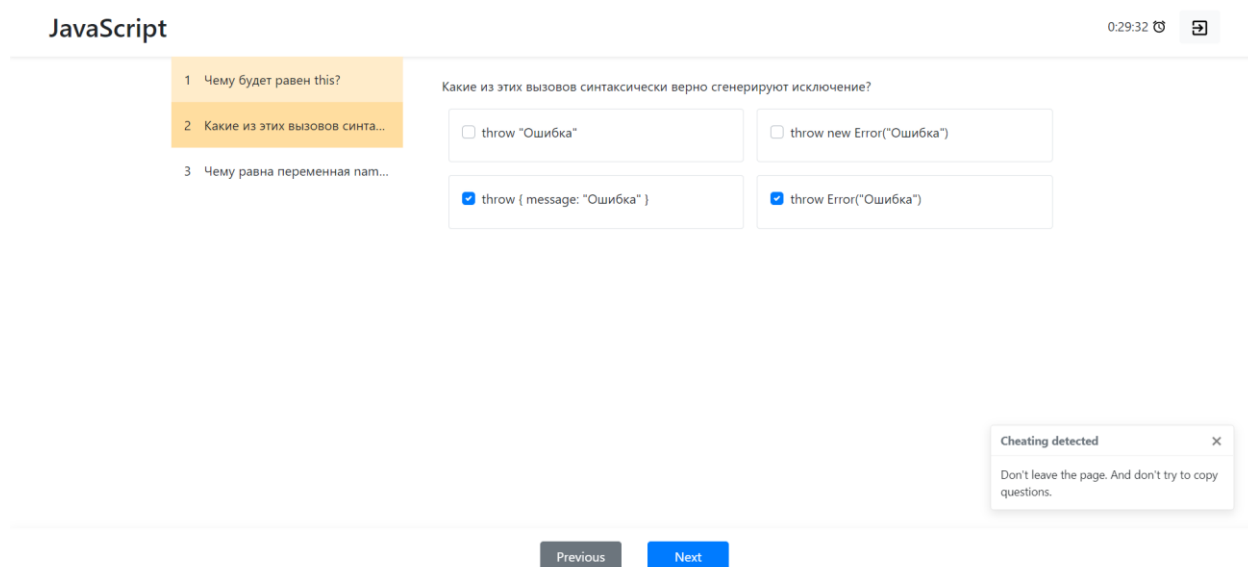 JavaScript
0:29:32
1 Чему будет равен this?
2 Какие из этих вызовов синта...
3 Чему равна переменная nam...
Какие из этих вызовов синтаксически верно сгенерируют исключение?
throw "Ошибка"
throw new Error("Ошибка")
throw { message: "Ошибка" }
throw Error("Ошибка")
Cheating detected
Don't leave the page. And don't try to copy
questions.
Previous
Next